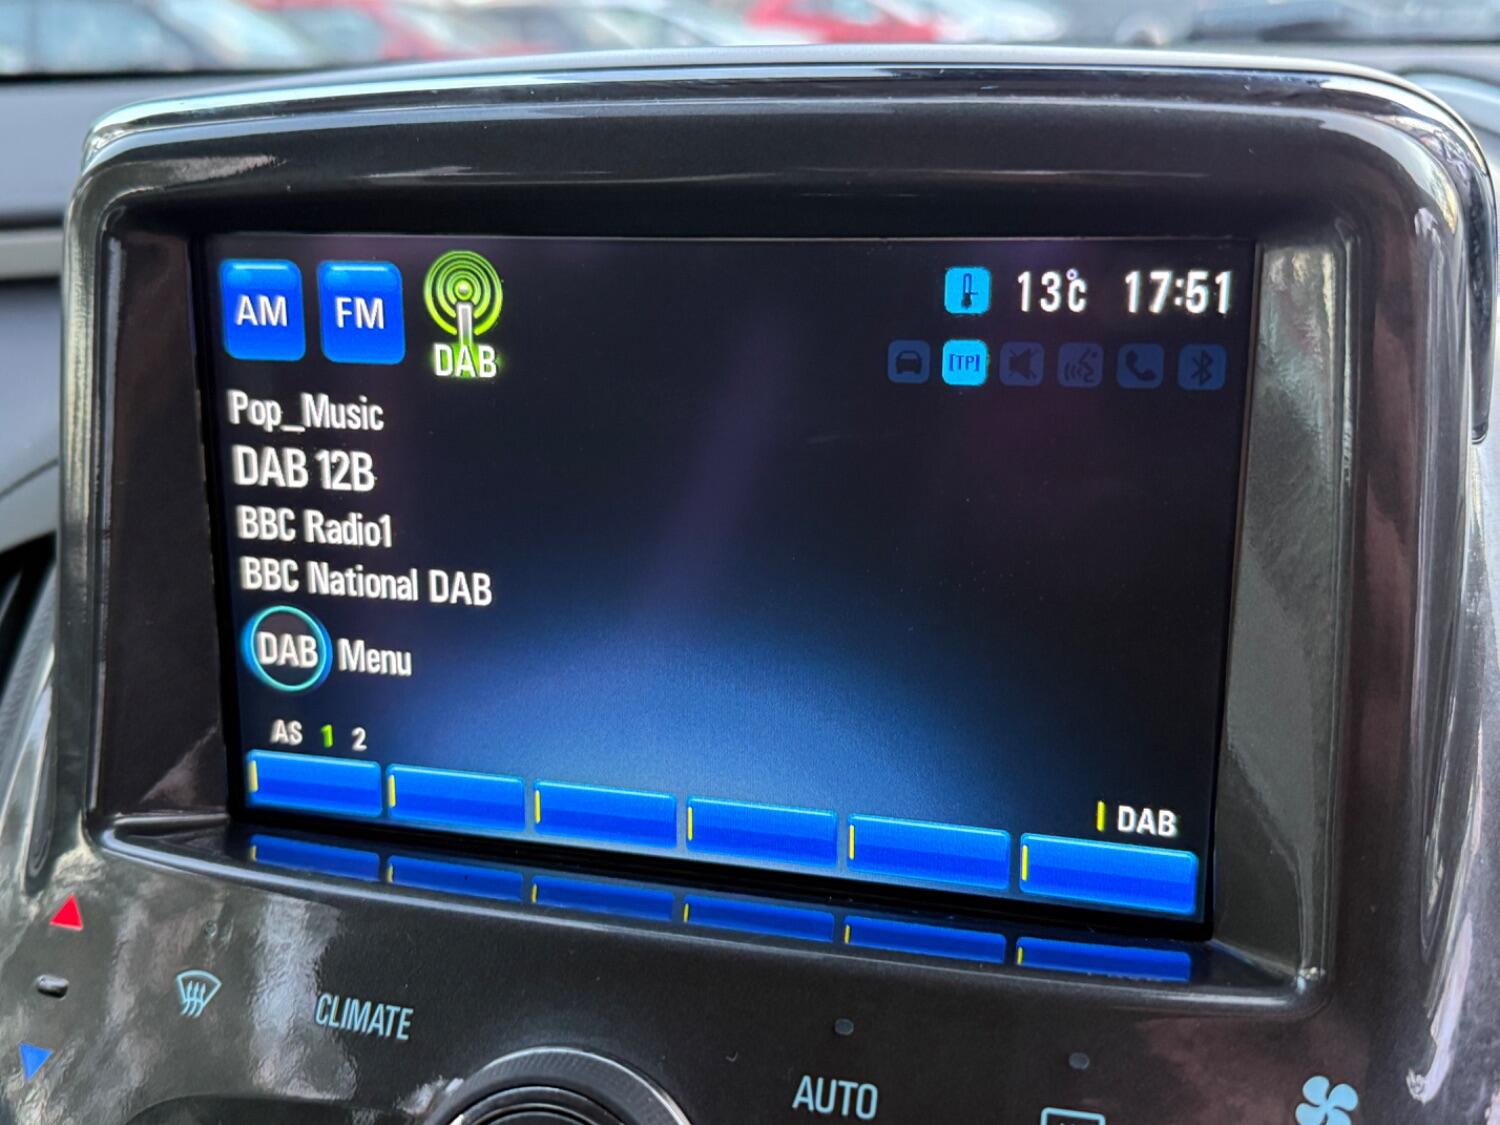 AM FM DAB 13°C 17:51
[TP]
Pop_Music
DAB 12B
BBC Radio1
BBC National DAB
DAB Menu
AS 1 2
DAB
CLIMATE
AUTO